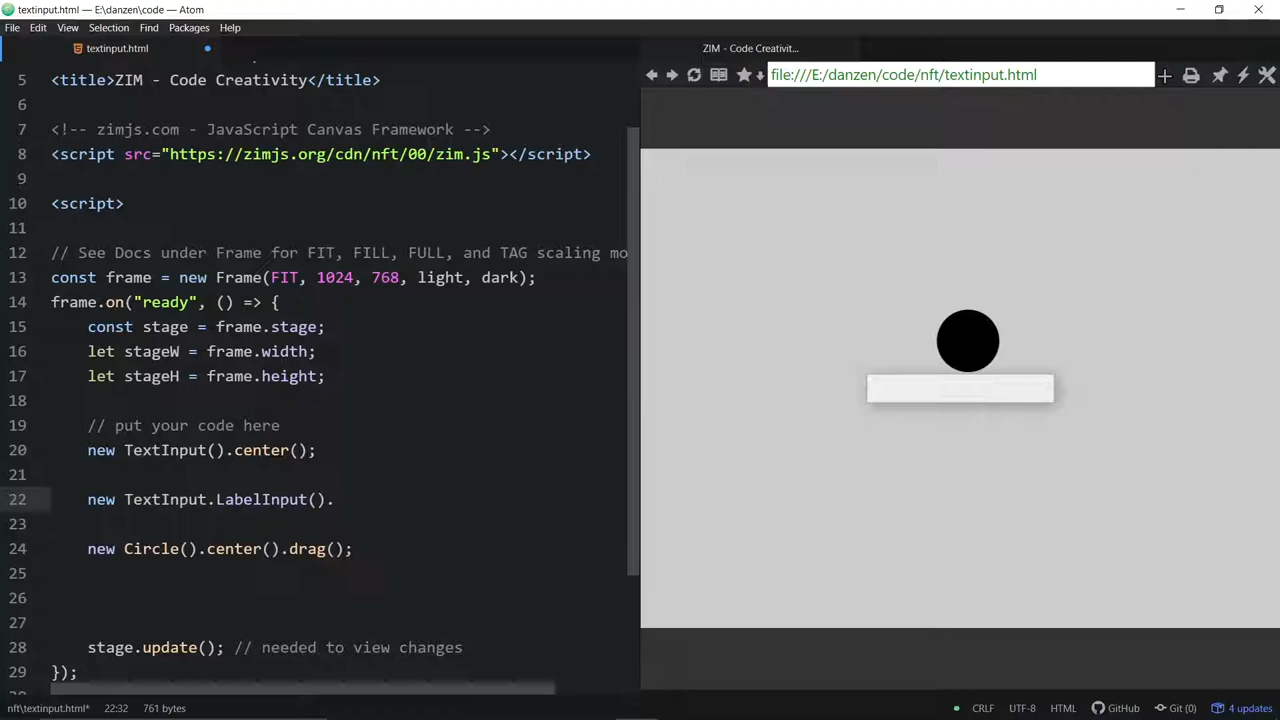 textinput.html — E:\danzen\code — Atom
File Edit View Selection Find Packages Help
textinput.html
ZIM - Code Creativit...
file:///E:/danzen/code/nft/textinput.html
5 <title>ZIM - Code Creativity</title>
6
7 <!-- zimjs.com - JavaScript Canvas Framework -->
8 <script src="https://zimjs.org/cdn/nft/00/zim.js"></script>
9
10 <script>
11
12 // See Docs under Frame for FIT, FILL, FULL, and TAG scaling mo
13 const frame = new Frame(FIT, 1024, 768, light, dark);
14 frame.on("ready", () => {
15 const stage = frame.stage;
16 let stageW = frame.width;
17 let stageH = frame.height;
18
19 // put your code here
20 new TextInput().center();
21
22 new TextInput.LabelInput().
23
24 new Circle().center().drag();
25
26
27
28 stage.update(); // needed to view changes
29 });
nft\textinput.html* 22:32 761 bytes CRLF UTF-8 HTML GitHub Git (0) 4 updates